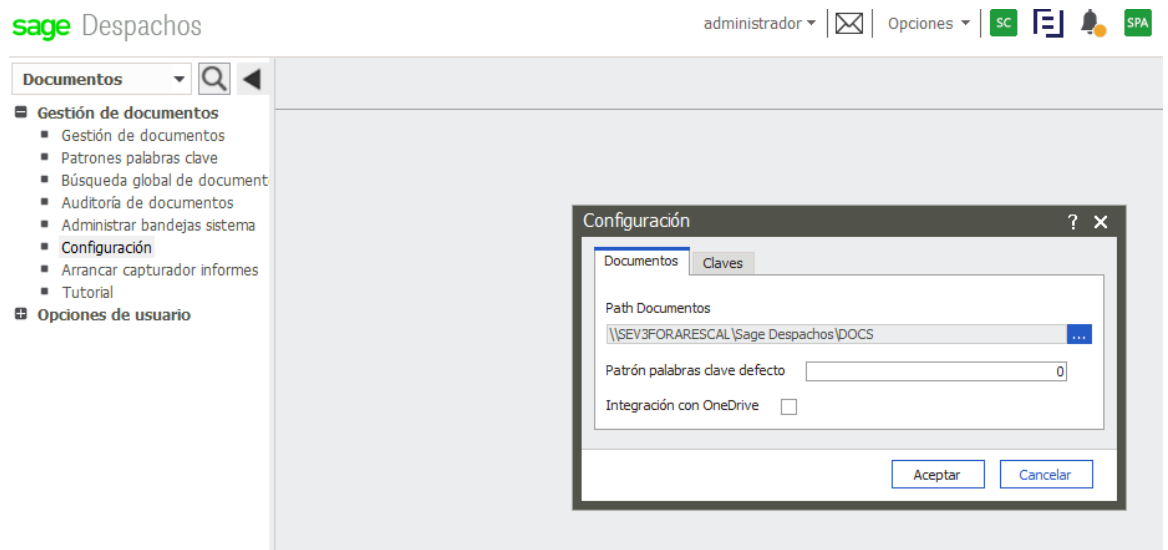 sage Despachos
administrador
Opciones
SC
SPA
Documentos
Gestión de documentos
Gestión de documentos
Patrones palabras clave
Búsqueda global de document
Auditoría de documentos
Administrar bandejas sistema
Configuración
Arrancar capturador informes
Tutorial
Opciones de usuario
Configuración ?
Documentos Claves
Path Documentos
\\SEV3FORARESCAL\Sage Despachos\DOCS ...
Patrón palabras clave defecto 0
Integración con OneDrive
Aceptar Cancelar